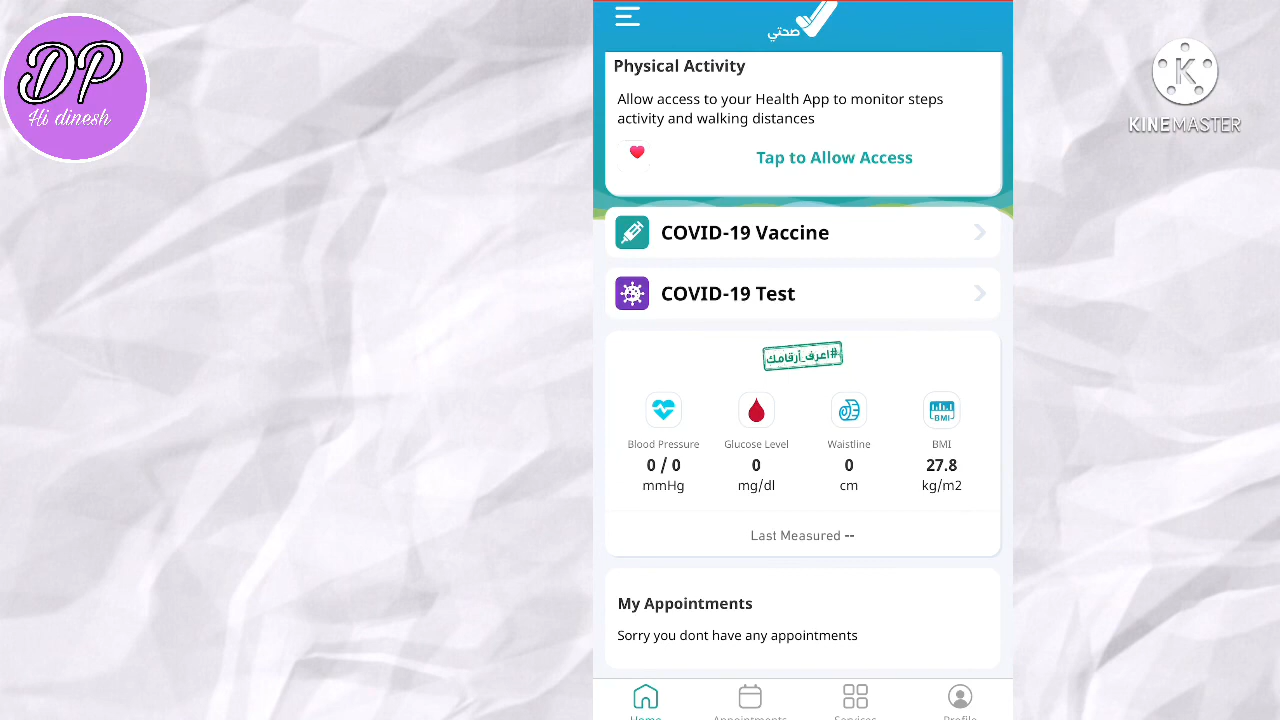 DP
Hi dinesh
K
KINEMASTER
صحتي
Physical Activity
Allow access to your Health App to monitor steps
activity and walking distances
Tap to Allow Access
COVID-19 Vaccine
COVID-19 Test
#اعرف_أرقامك
BMI
Blood Pressure Glucose Level Waistline BMI
0 / 0 0 0 27.8
mmHg mg/dl cm kg/m2
Last Measured --
My Appointments
Sorry you dont have any appointments
Home Appointments Services Profile